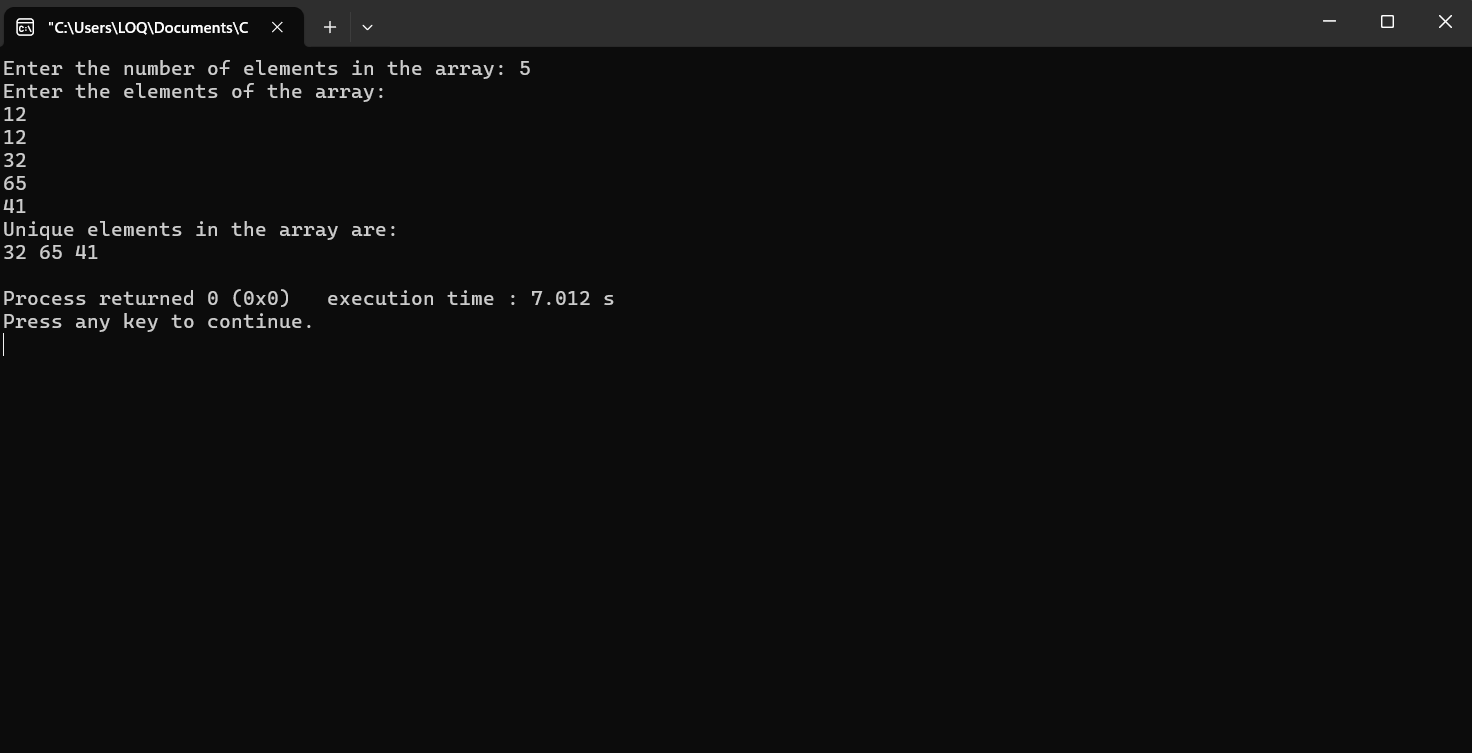 "C:\Users\LOQ\Documents\C
Enter the number of elements in the array: 5
Enter the elements of the array:
12
12
32
65
41
Unique elements in the array are:
32 65 41
Process returned 0 (0x0)   execution time : 7.012 s
Press any key to continue.